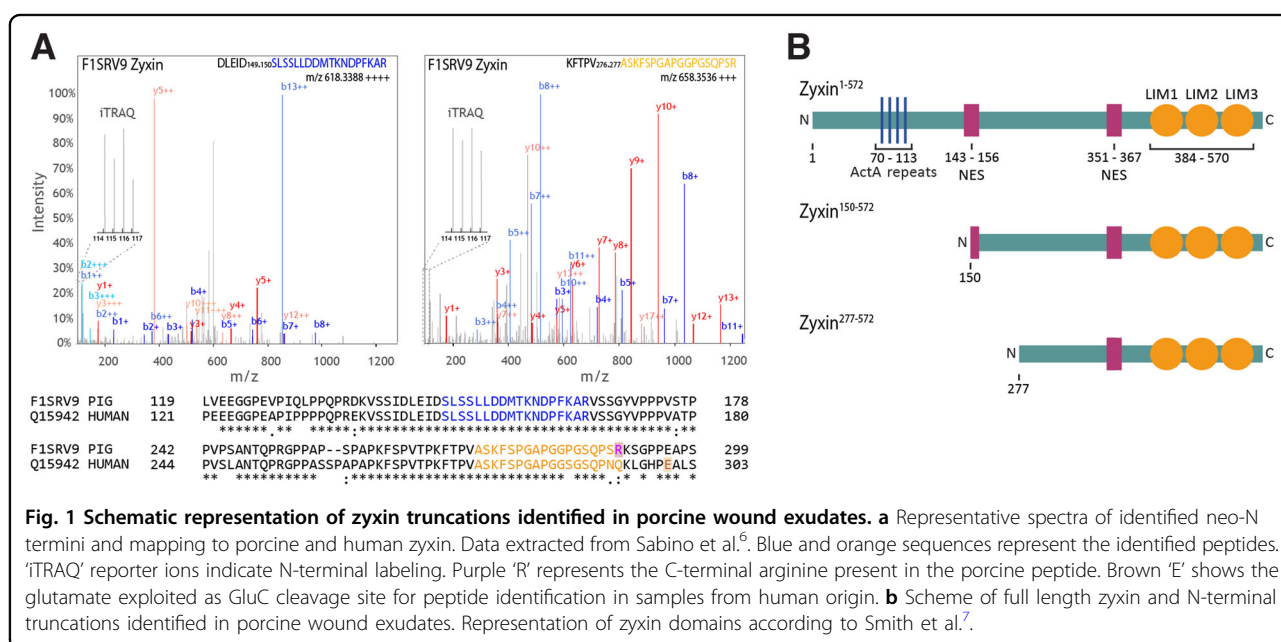 A
F1SRV9 Zyxin
DLEID149.150SLSSLLDDMTKNDPFKAR
m/z 618.3388 ++++
100%
90%
80%
70%
60%
50%
40%
30%
20%
10%
0%
Intensity
iTRAQ
114 115 116 117
y5++
b13++
b2+++
b1++
b3+++
y1+
y3+++
b2++
b1+
b2+
b6++
b3+
b4+
y3+
y8++
b5+
y4+
y5+
b6+
b7+
y12++
b8+
200 400 600 800 1000 1200
m/z
F1SRV9 Zyxin
KFTPV276.277ASKFSPGAPGGPGSQPSR
m/z 658.3536 +++
iTRAQ
b8++
y10+
y10++
y9+
b8+
b7++
b5++
b11++
y6+
y7+
y8+
b10++
y3+
b3+
b5+
b4++
y7++
b4+
y1+
b3++
y4+
y5+
y17++
b7+
y12+
y13+
b11+
200 400 600 800 1000 1200
m/z
F1SRV9 PIG 119 LVEEGGPEVPIQLPPQPRDKVSSIDLEIDSLSSLLDDMTKNDPFKARVSSGYVPPPVSTP 178
Q15942 HUMAN 121 PEEEGGPEAPIPPPPQPREKVSSIDLEIDSLSSLLDDMTKNDPFKARVSSGYVPPPVATP 180
F1SRV9 PIG 242 PVPSANTQPRGPPAP--SPAPKFSPVTPKFTPVASKFSPGAPGGPGSQPSRKSGPPEAPS 299
Q15942 HUMAN 244 PVSLANTQPRGPPASSPAPAPKFSPVTPKFTPVASKFSPGAPGGSGSQPNQKLGHPEALS 303
B
Zyxin1-572
LIM1 LIM2 LIM3
N
C
1
70 - 113
ActA repeats
143 - 156
NES
351 - 367
NES
384 - 570
Zyxin150-572
N
C
150
Zyxin277-572
N
C
277
Fig. 1 Schematic representation of zyxin truncations identified in porcine wound exudates. a Representative spectra of identified neo-N
termini and mapping to porcine and human zyxin. Data extracted from Sabino et al.6. Blue and orange sequences represent the identified peptides.
‘iTRAQ’ reporter ions indicate N-terminal labeling. Purple ‘R’ represents the C-terminal arginine present in the porcine peptide. Brown ‘E’ shows the
glutamate exploited as GluC cleavage site for peptide identification in samples from human origin. b Scheme of full length zyxin and N-terminal
truncations identified in porcine wound exudates. Representation of zyxin domains according to Smith et al.7.